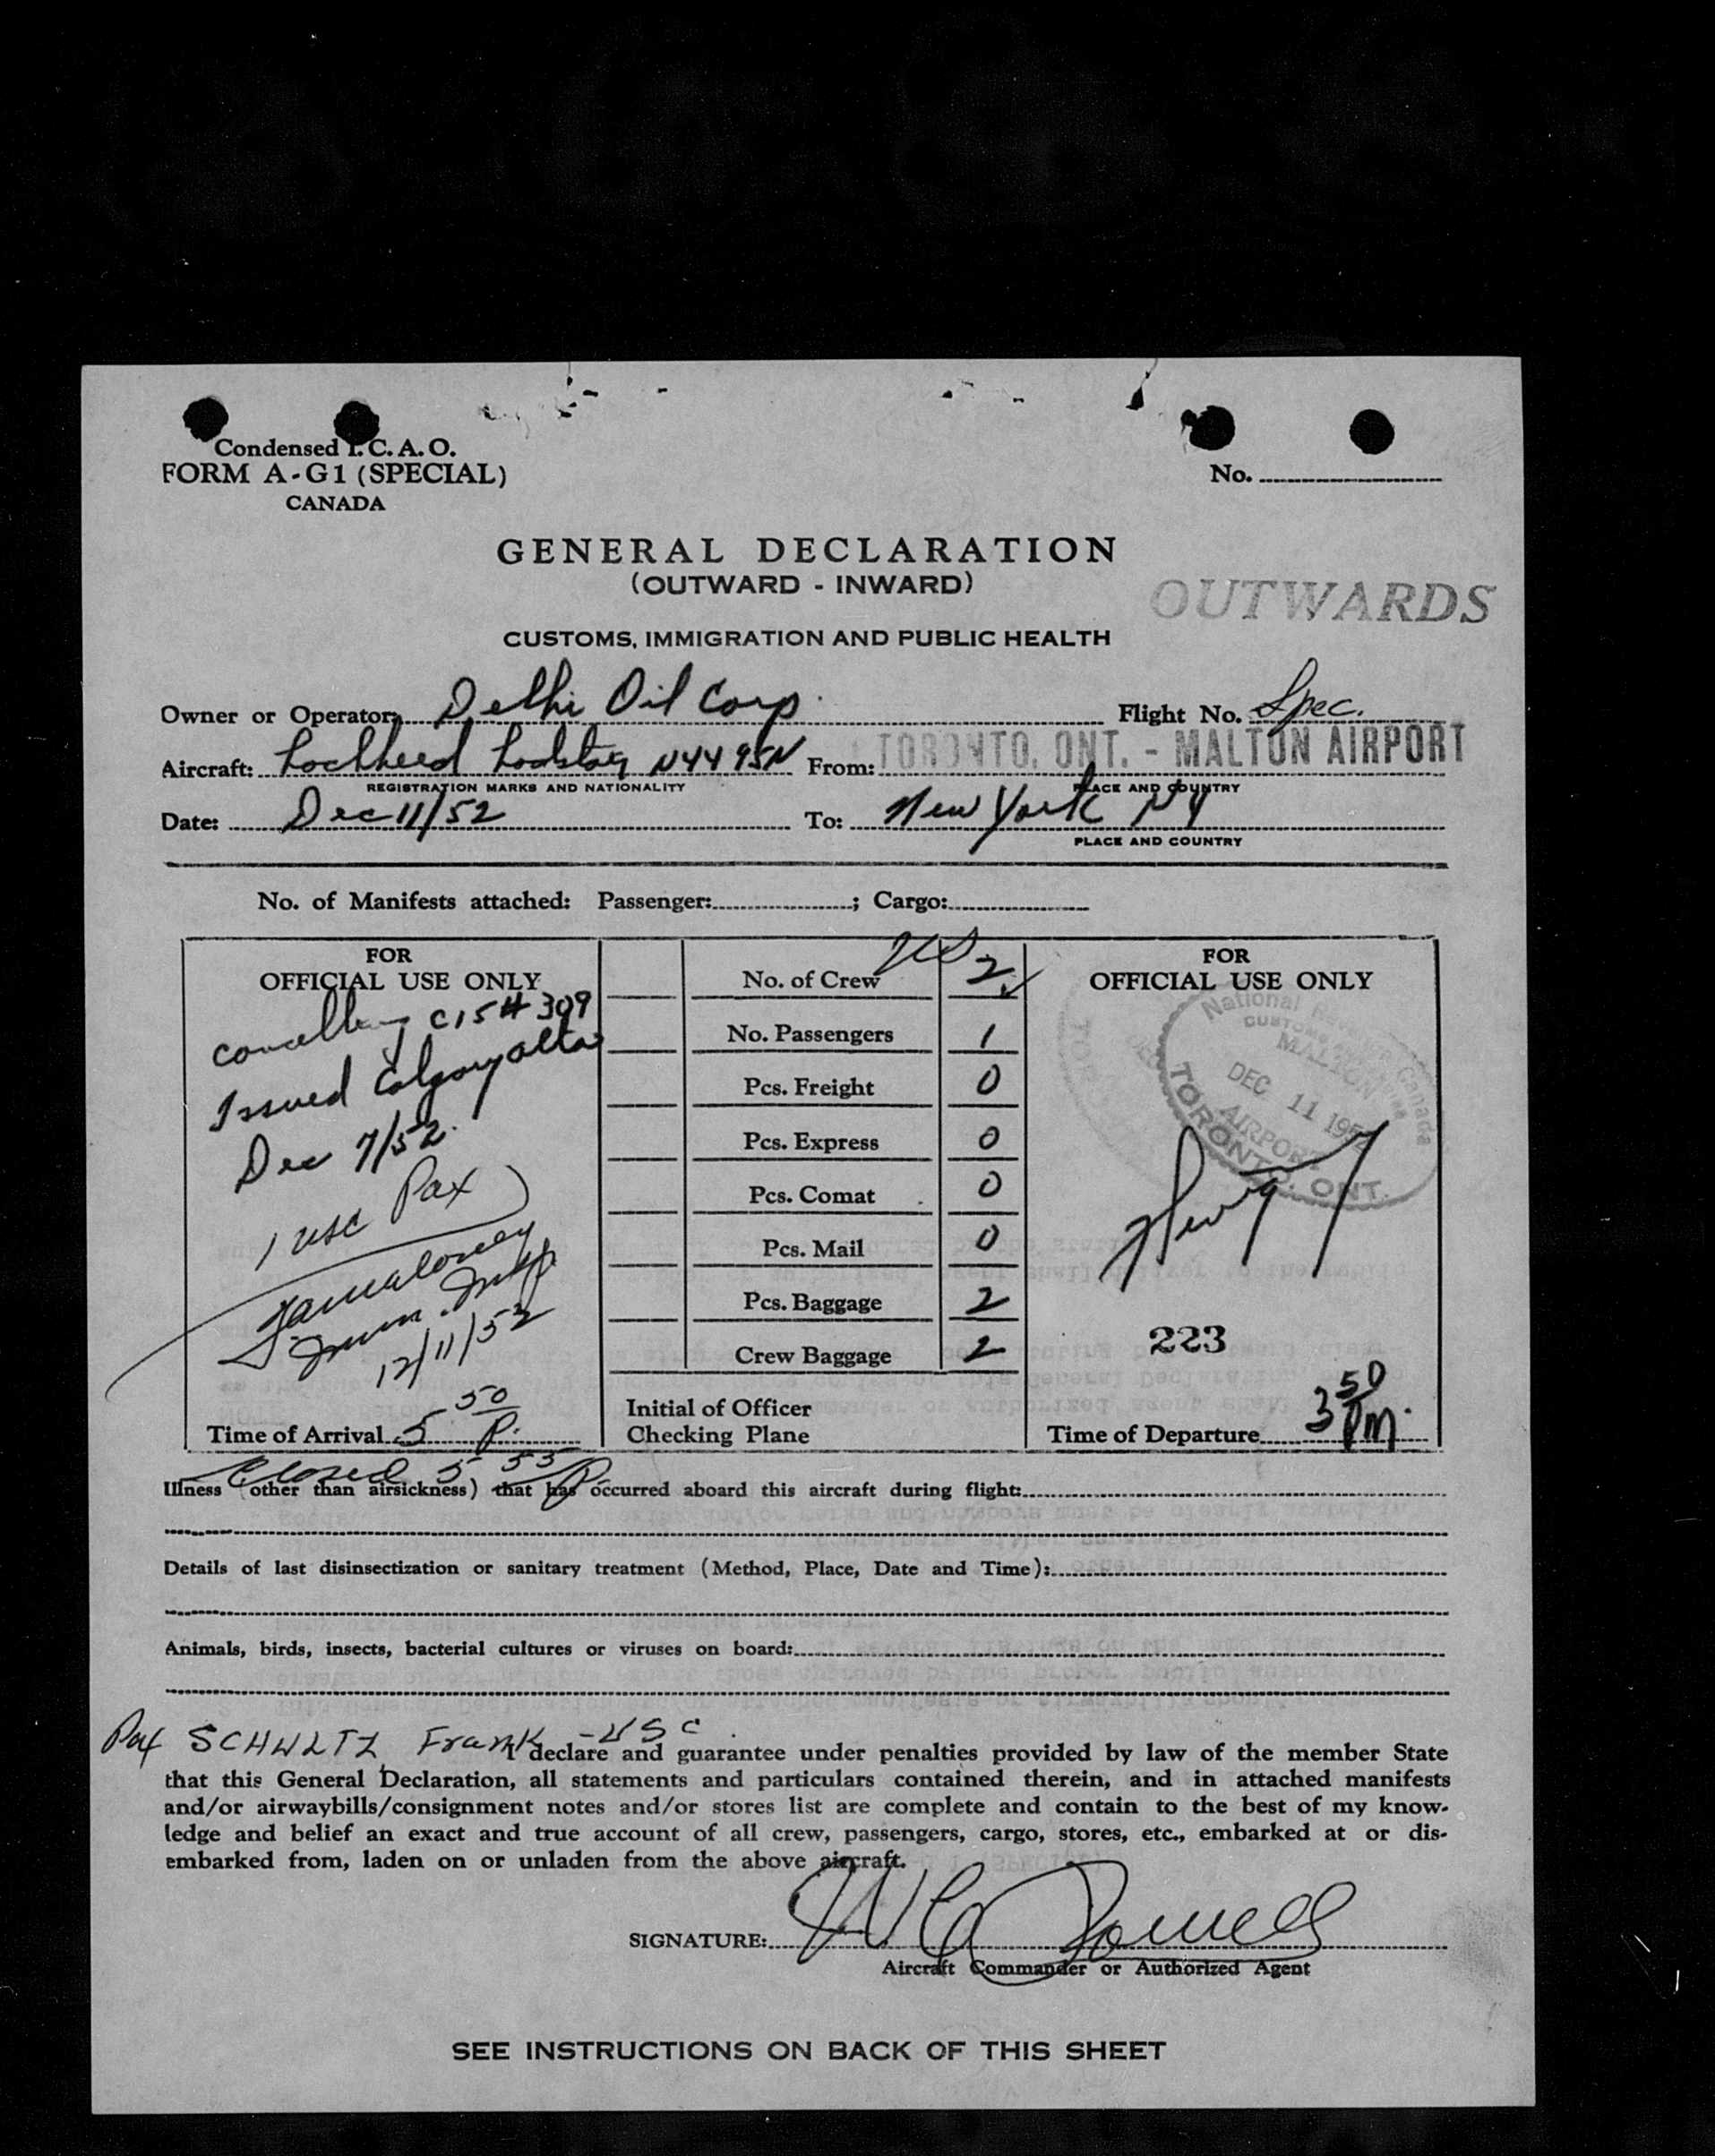 Condensed I. C. A. O.
FORM A-G1 (SPECIAL)
CANADA
No.
GENERAL DECLARATION
(OUTWARD - INWARD)
OUTWARDS
CUSTOMS, IMMIGRATION AND PUBLIC HEALTH
Owner or Operator: Delhi Oil Corp. Flight No. Spec.
Aircraft: Lockheed Lodstar N4495N From: TORONTO, ONT. - MALTON AIRPORT
REGISTRATION MARKS AND NATIONALITY PLACE AND COUNTRY
Date: Dec 11/52 To: New York NY
PLACE AND COUNTRY
No. of Manifests attached: Passenger: ; Cargo:
FOR
OFFICIAL USE ONLY
Cancelling C15# 309
Issued Calgary Alta
Dec 7/52.
1 USC Pax
Imm. Insp.
12/11/52
Time of Arrival 5 50 P.
Closed 5 55 P.
US
No. of Crew 2
No. Passengers 1
Pcs. Freight 0
Pcs. Express 0
Pcs. Comat 0
Pcs. Mail 0
Pcs. Baggage 2
Crew Baggage 2
Initial of Officer
Checking Plane
FOR
OFFICIAL USE ONLY
National Revenue Canada
CUSTOMS
MALTON
DEC 11 1952
AIRPORT
TORONTO, ONT.
223
Time of Departure 3 50 PM.
Illness (other than airsickness) that has occurred aboard this aircraft during flight:
Details of last disinsectization or sanitary treatment (Method, Place, Date and Time):
Animals, birds, insects, bacterial cultures or viruses on board:
Pax SCHULTZ, Frank - USC.
I declare and guarantee under penalties provided by law of the member State
that this General Declaration, all statements and particulars contained therein, and in attached manifests
and/or airwaybills/consignment notes and/or stores list are complete and contain to the best of my know-
ledge and belief an exact and true account of all crew, passengers, cargo, stores, etc., embarked at or dis-
embarked from, laden on or unladen from the above aircraft.
SIGNATURE:
Aircraft Commander or Authorized Agent
SEE INSTRUCTIONS ON BACK OF THIS SHEET